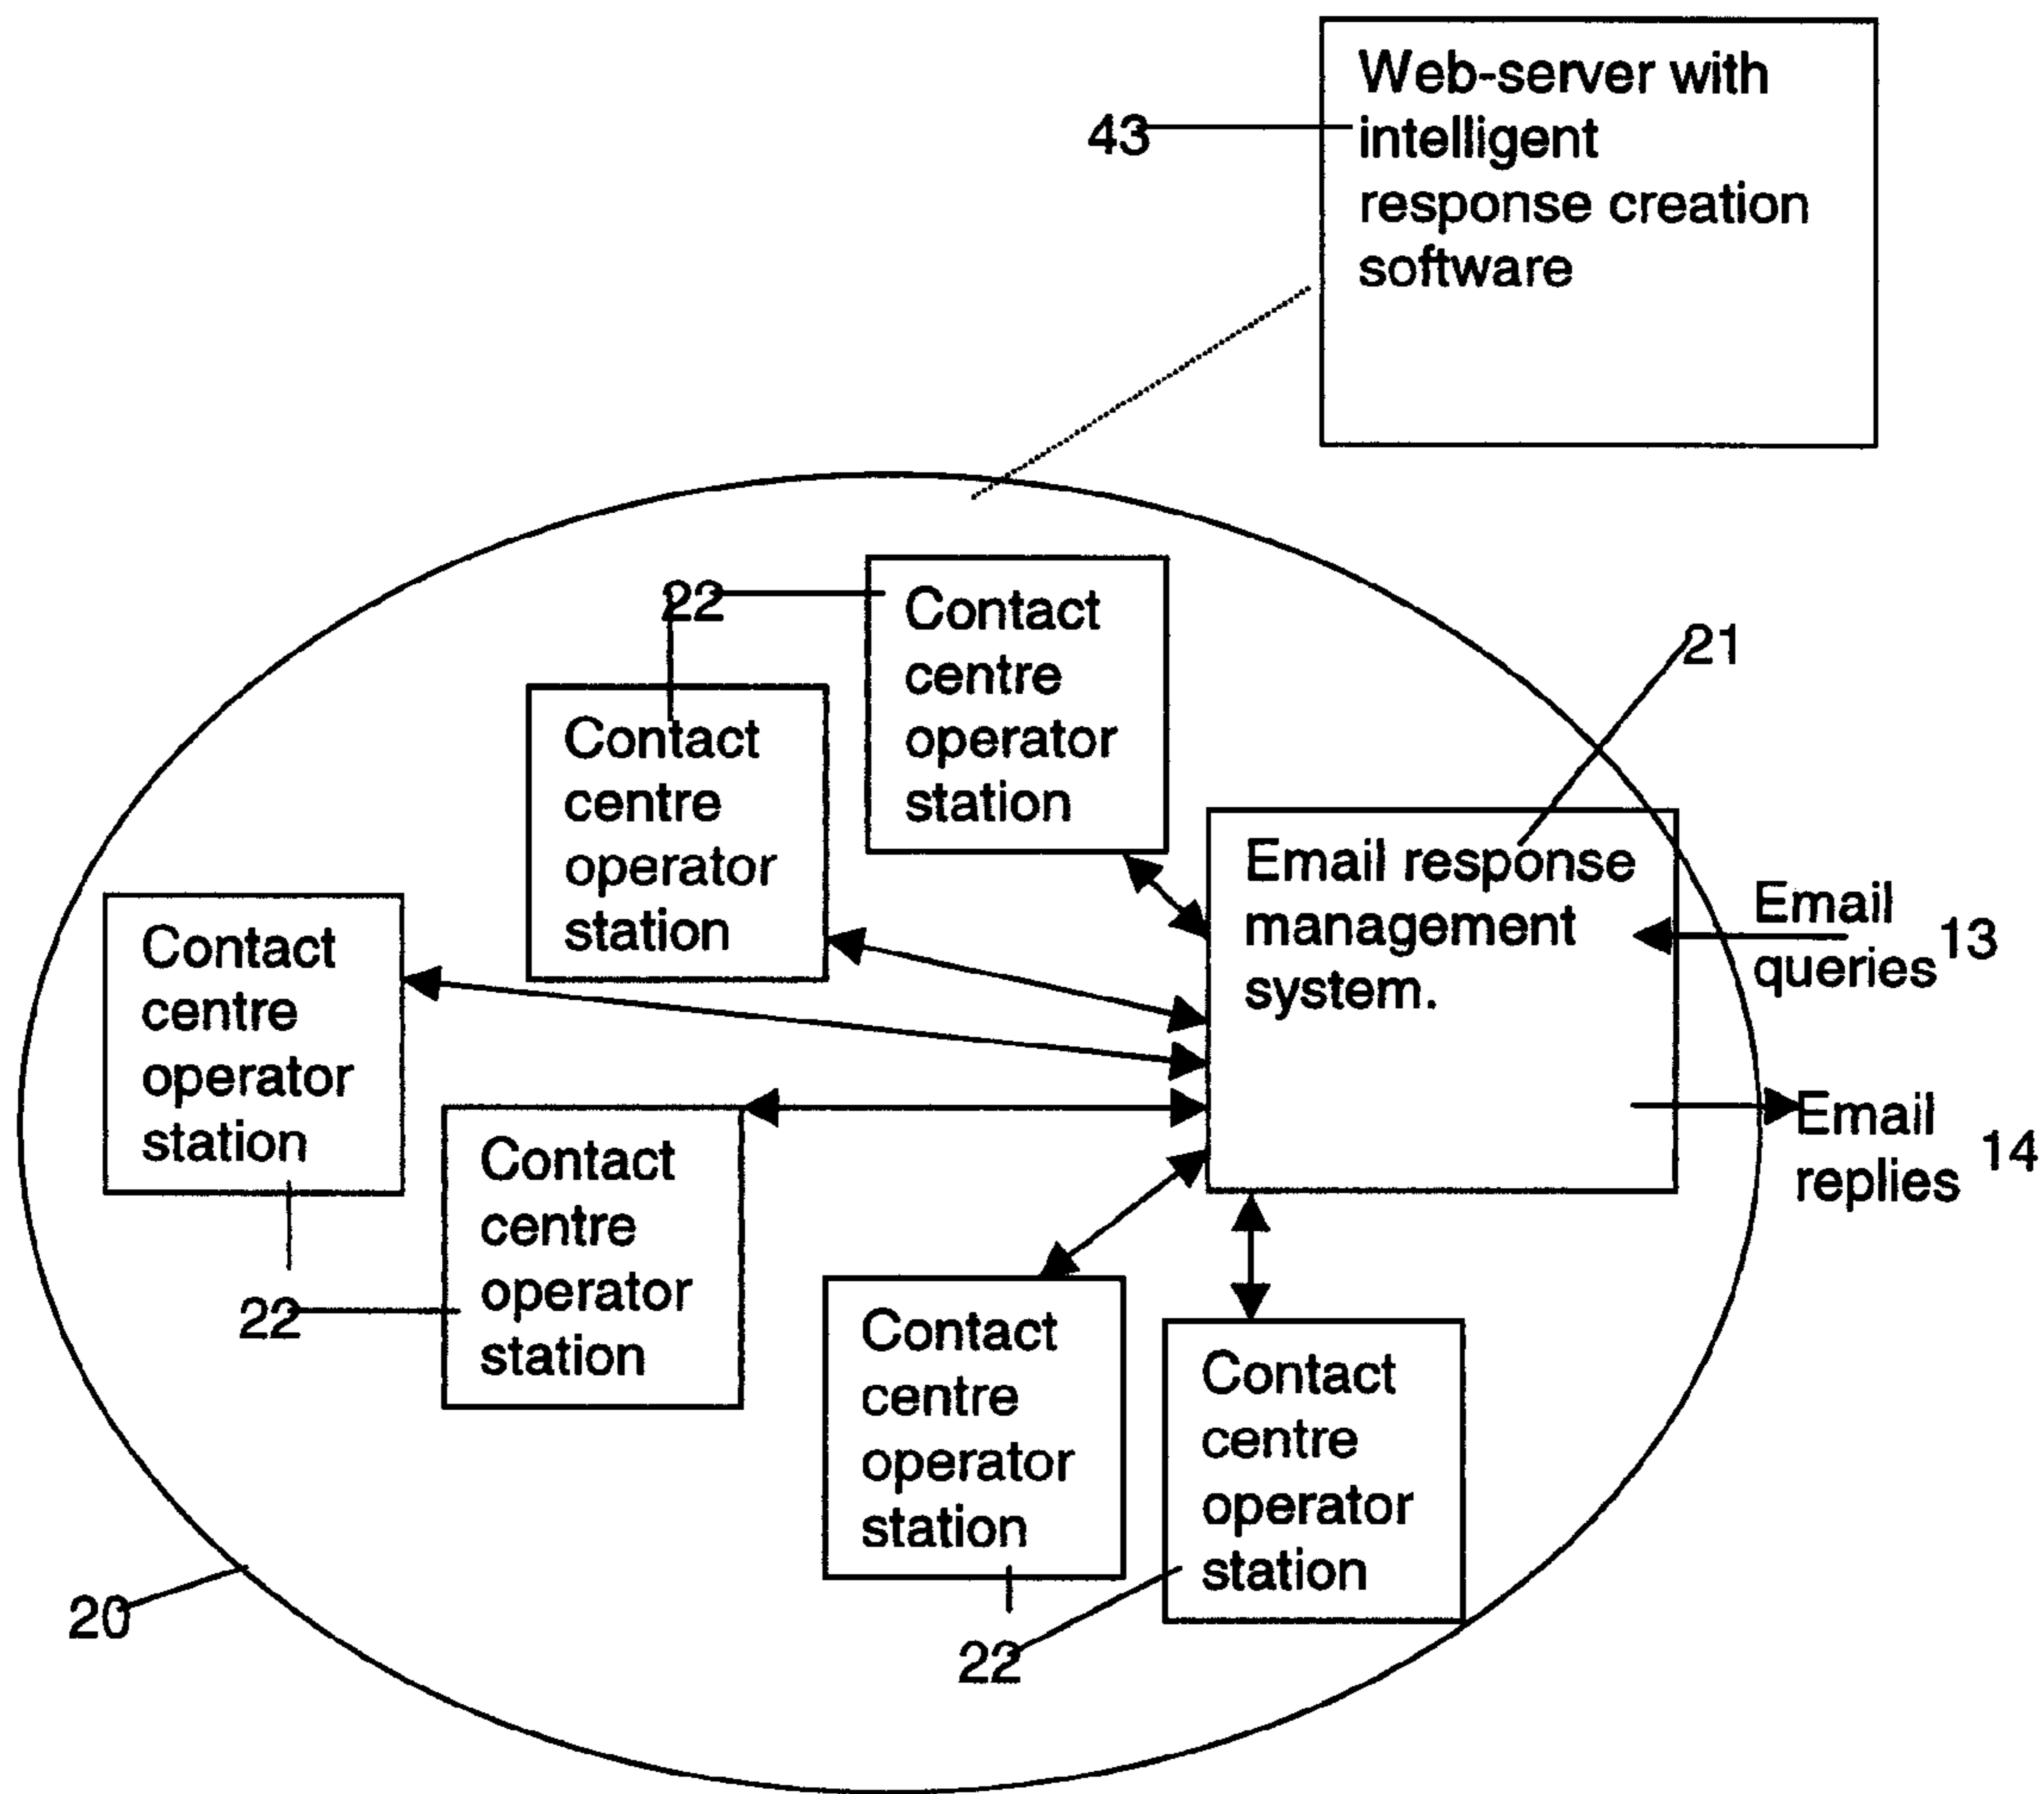 Web-server with
intelligent
response creation
software
43
22
Contact
centre
operator
station
21
Contact
centre
operator
station
Email response
management
system.
Email
queries
13
Contact
centre
operator
station
Email
replies
14
Contact
centre
operator
station
22
Contact
centre
operator
station
Contact
centre
operator
station
20
22